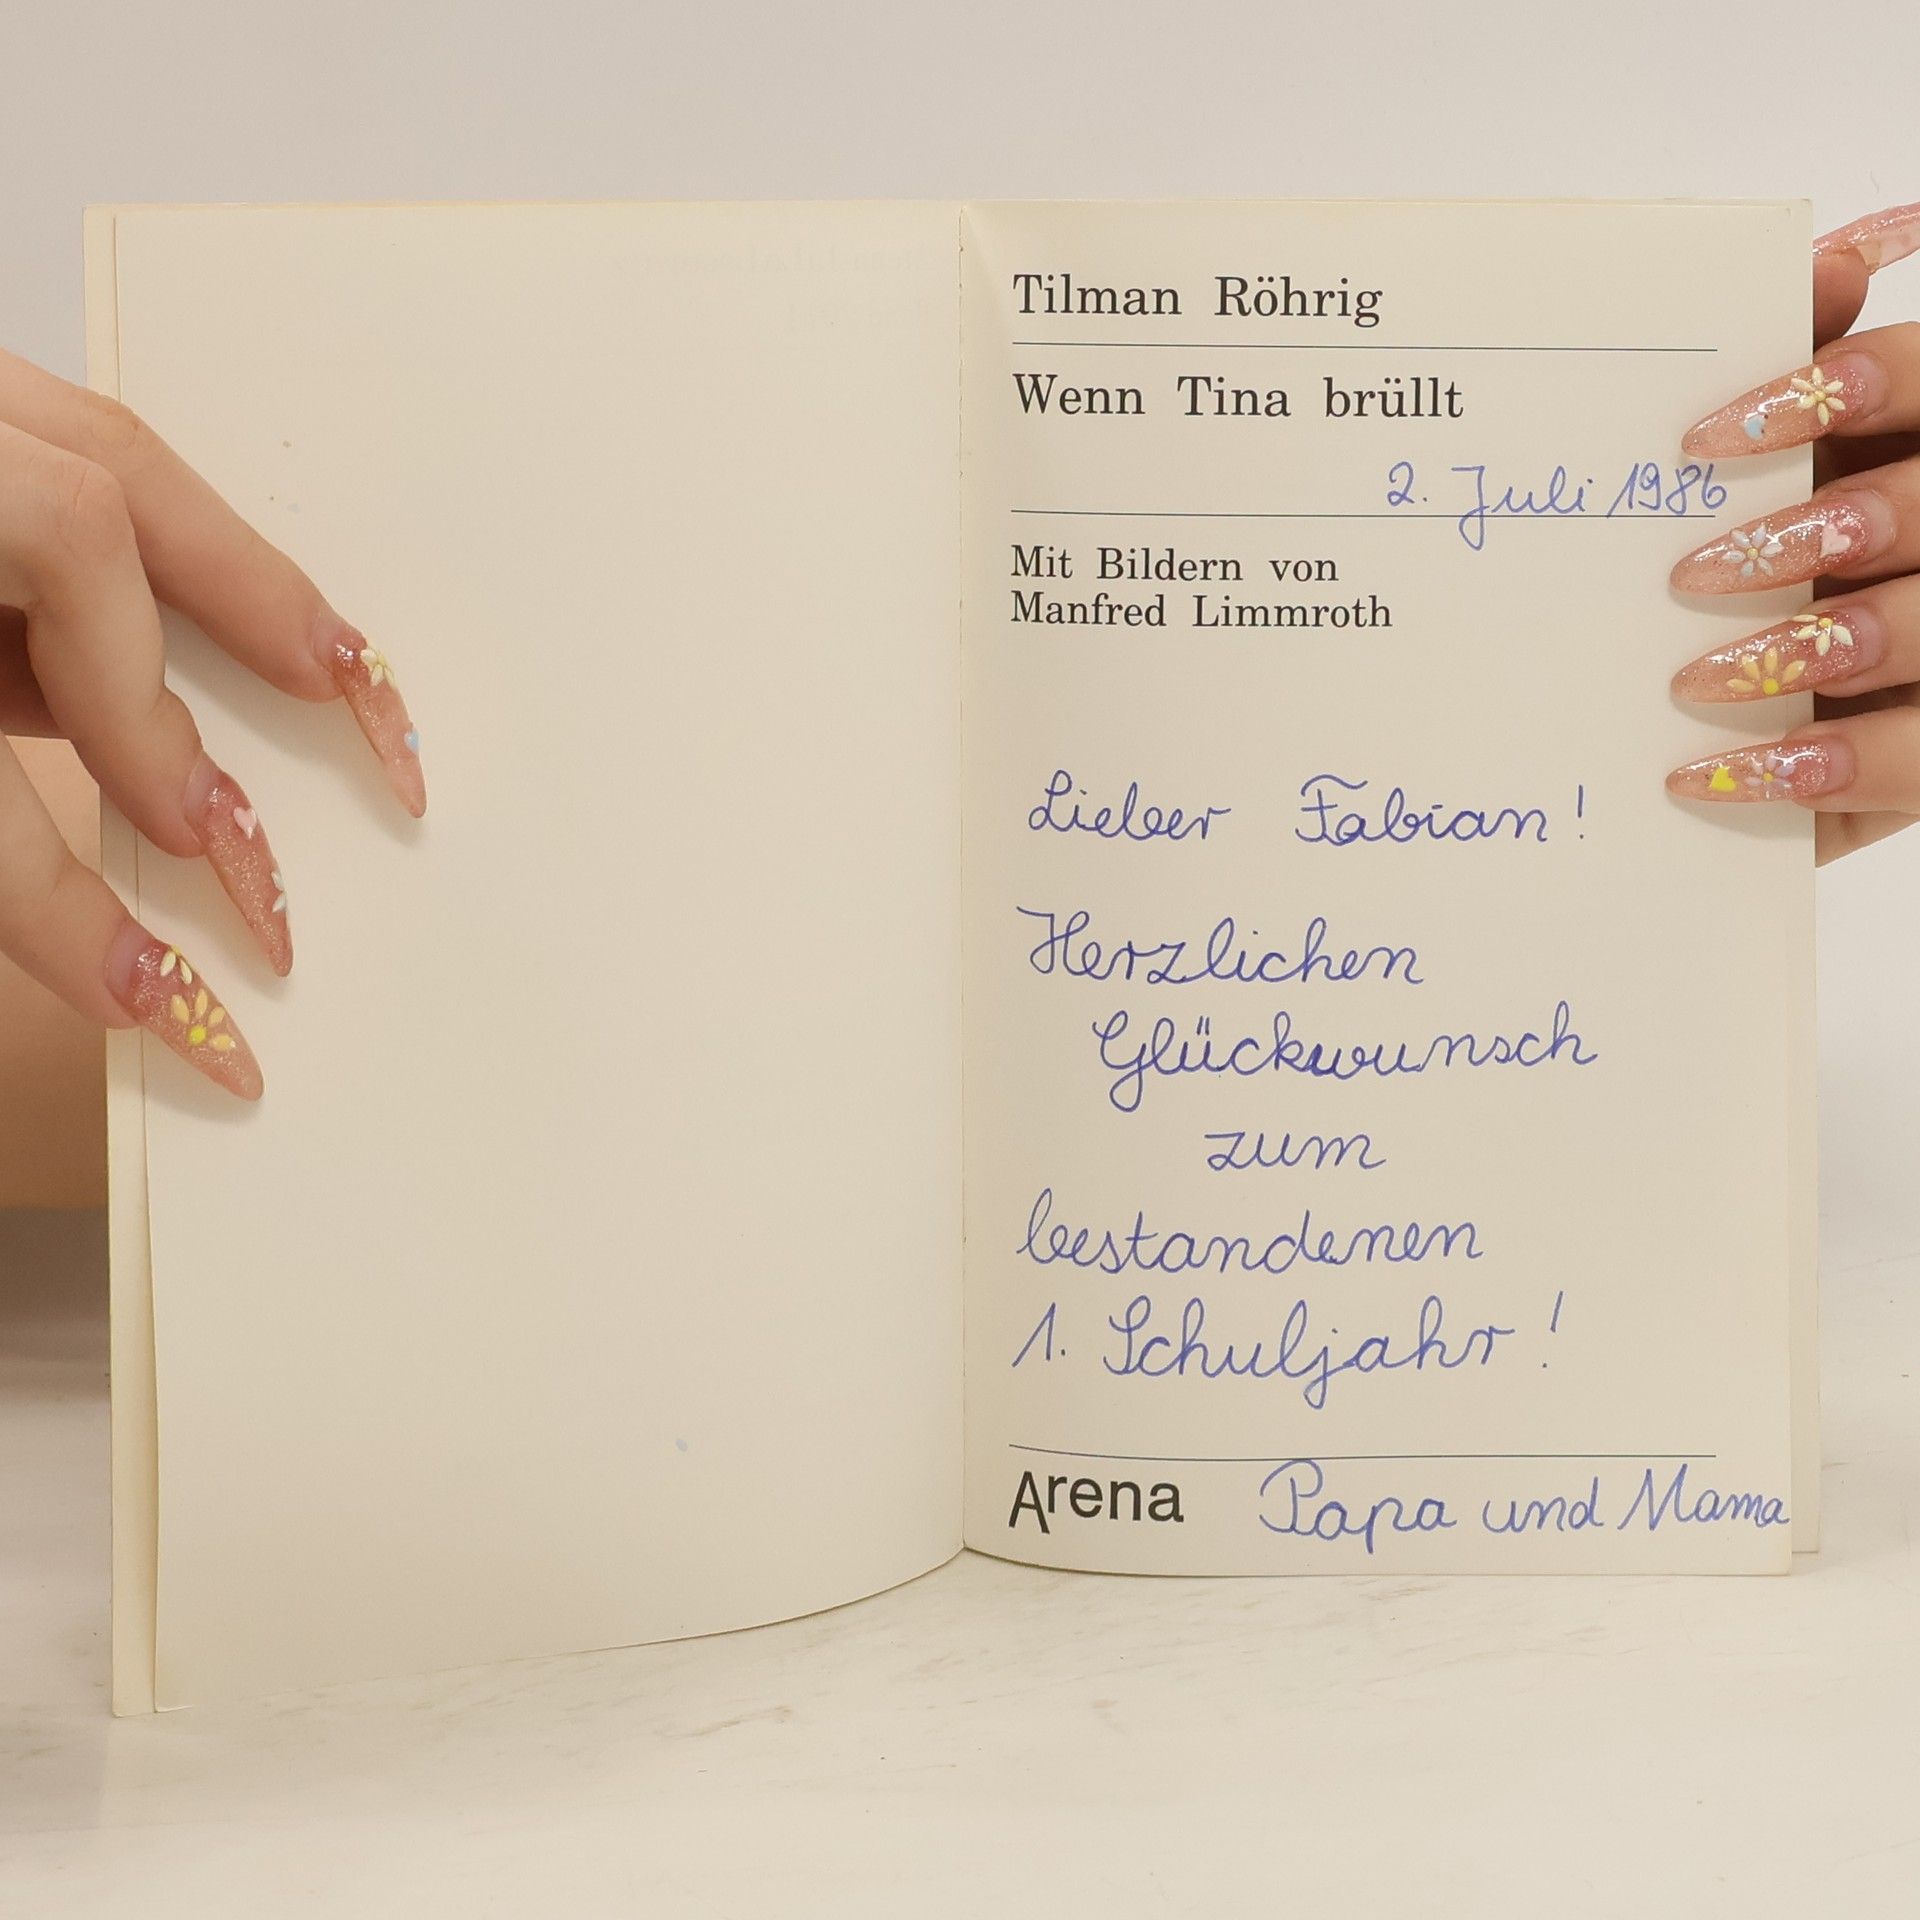 Tilman Röhrig
Wenn Tina brüllt
2. Juli 1986
Mit Bildern von
Manfred Limmroth
Lieber Fabian!
Herzlichen
Glückwunsch
zum
bestandenen
1. Schuljahr!
Arena Papa und Mama